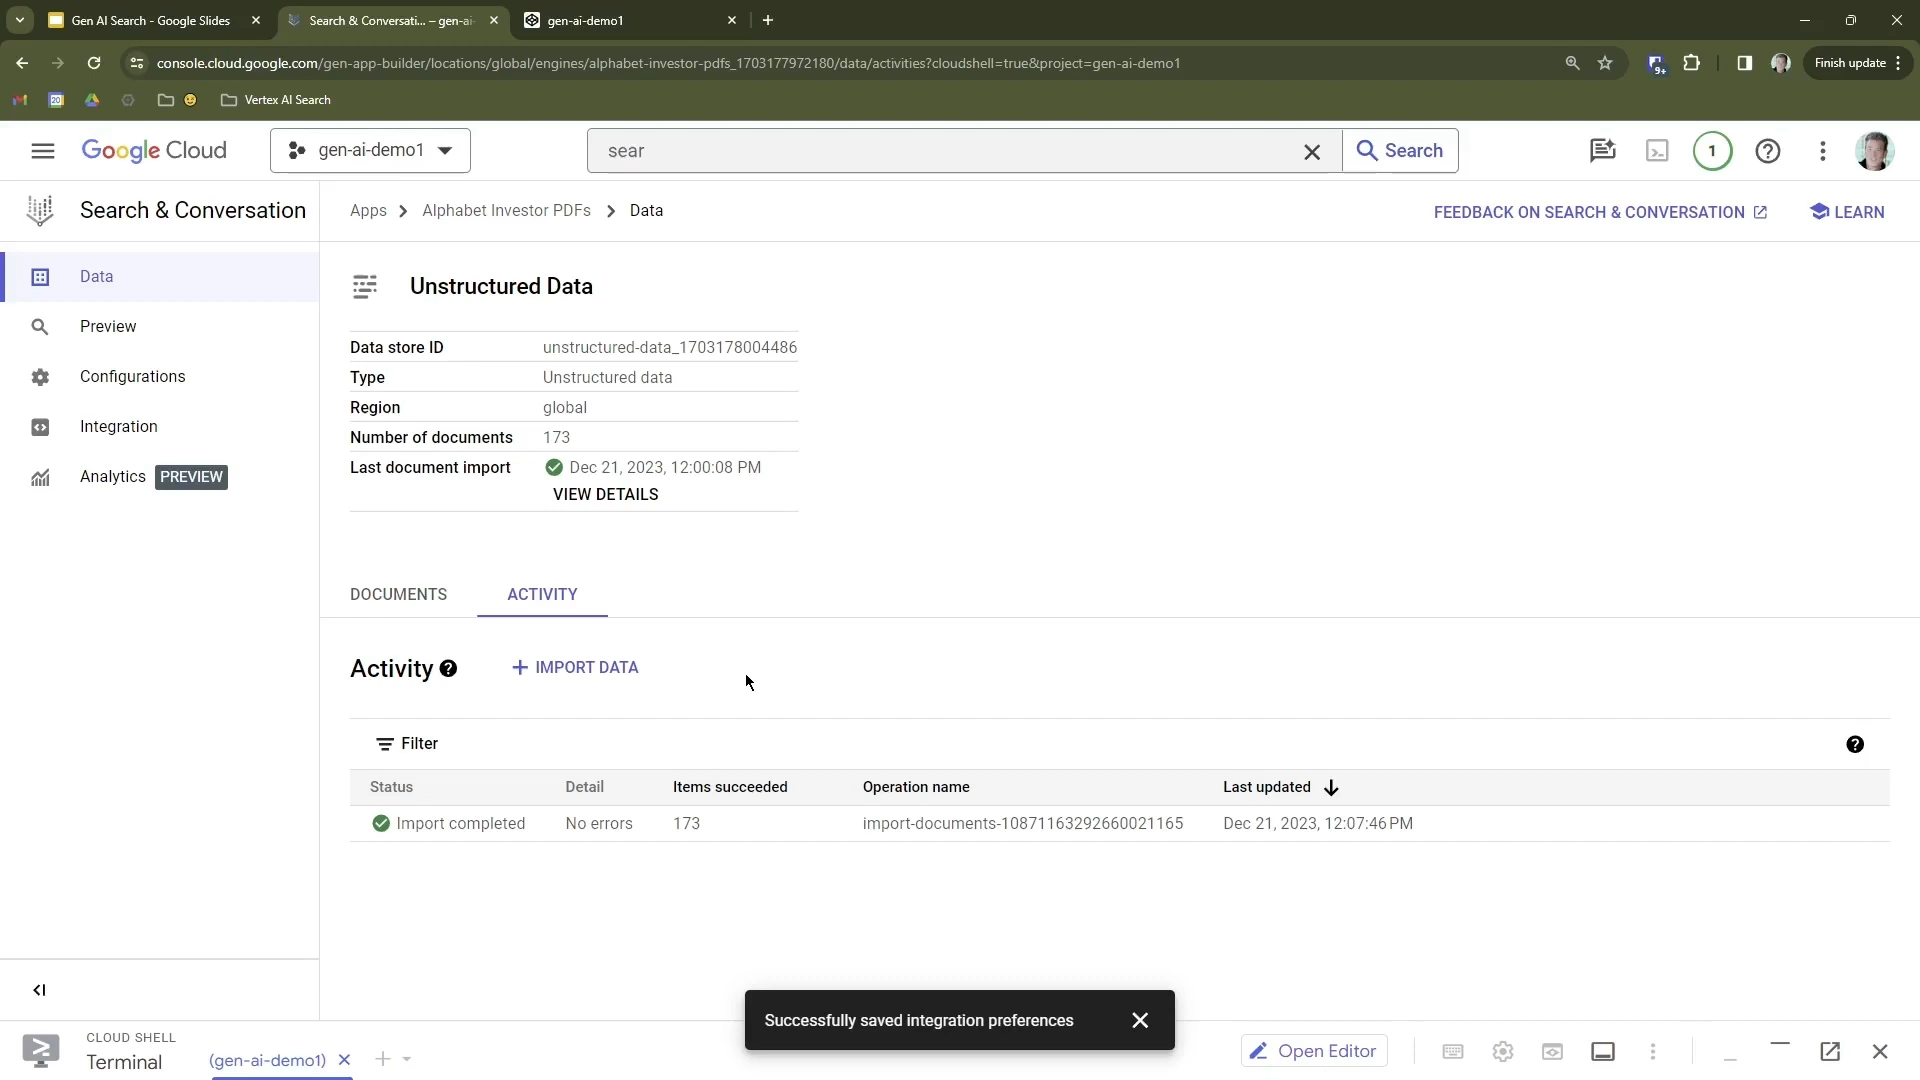 Gen AI Search - Google Slides
Search & Conversati... – gen-ai-
gen-ai-demo1
console.cloud.google.com/gen-app-builder/locations/global/engines/alphabet-investor-pdfs_1703177972180/data/activities?cloudshell=true&project=gen-ai-demo1
9+
Finish update
20
Vertex AI Search
Google Cloud
gen-ai-demo1
sear
Search
1
Search & Conversation
Apps
Alphabet Investor PDFs
Data
FEEDBACK ON SEARCH & CONVERSATION
LEARN
Data
Preview
Configurations
Integration
Analytics PREVIEW
Unstructured Data
Data store ID unstructured-data_1703178004486
Type Unstructured data
Region global
Number of documents 173
Last document import Dec 21, 2023, 12:00:08 PM
VIEW DETAILS
DOCUMENTS
ACTIVITY
Activity
+ IMPORT DATA
Filter
Status Detail Items succeeded Operation name Last updated
Import completed No errors 173 import-documents-10871163292660021165 Dec 21, 2023, 12:07:46 PM
Successfully saved integration preferences
CLOUD SHELL
Terminal
(gen-ai-demo1)
Open Editor